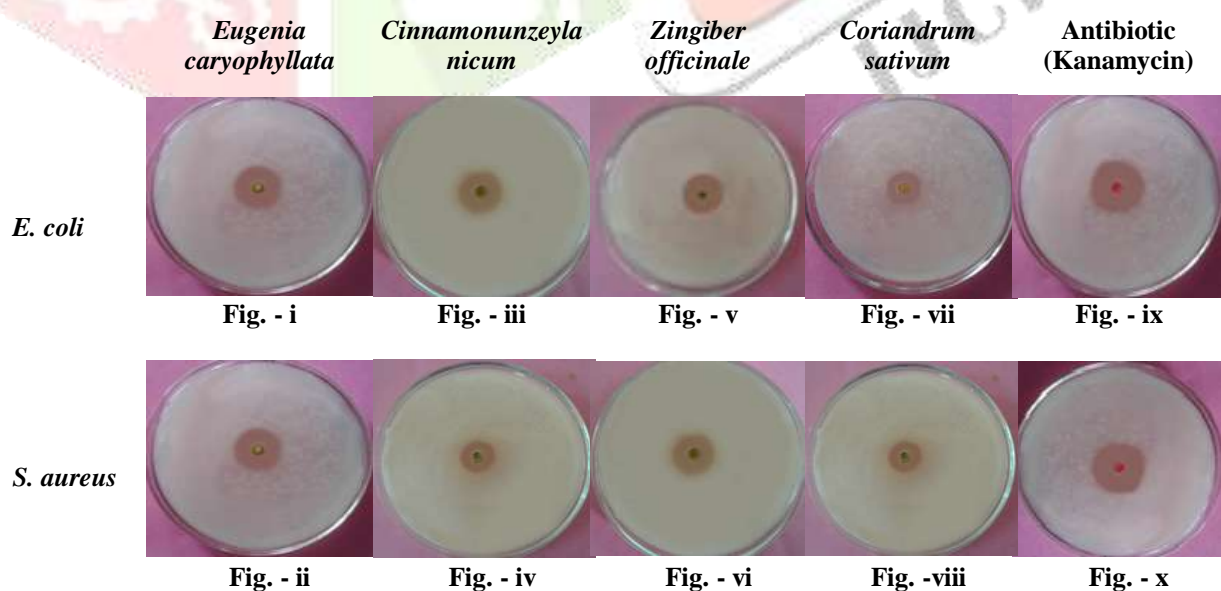 Eugenia Cinnamonunzeyla Zingiber Coriandrum Antibiotic
caryophyllata nicum officinale sativum (Kanamycin)
E. coli
Fig. - i Fig. - iii Fig. - v Fig. - vii Fig. - ix
S. aureus
Fig. - ii Fig. - iv Fig. - vi Fig. -viii Fig. - x